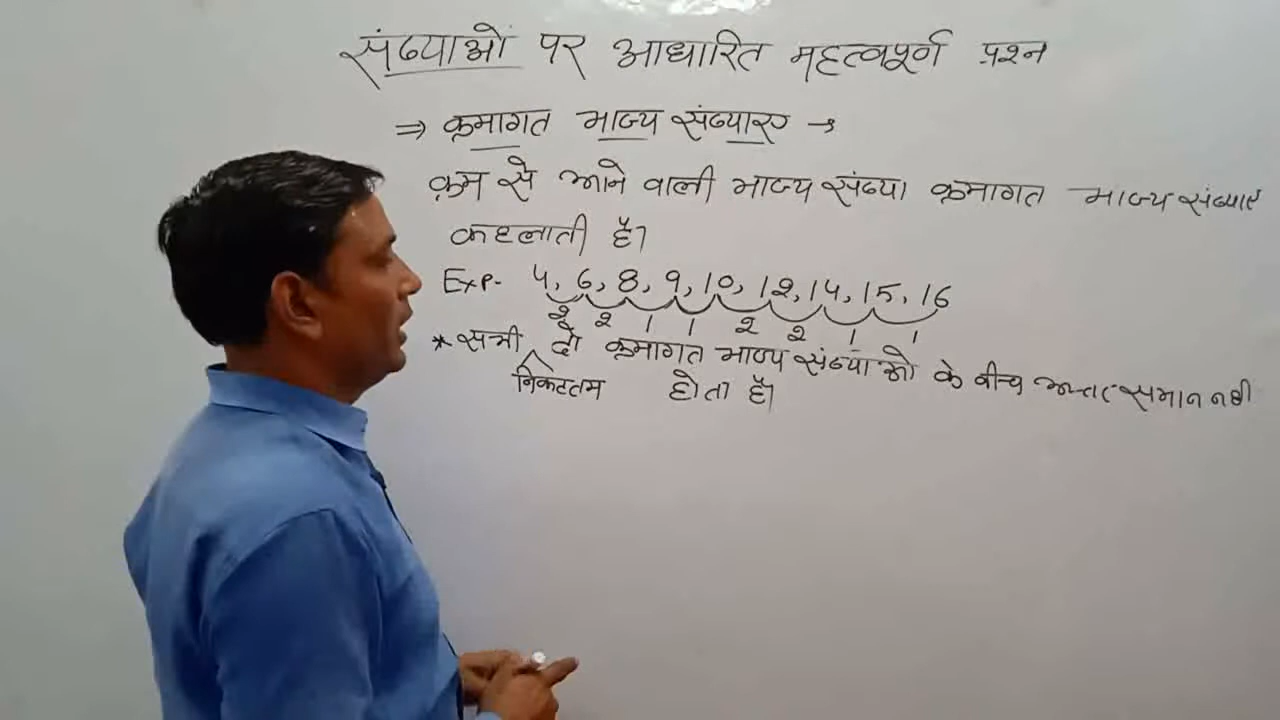 संख्याओं पर आधारित महत्वपूर्ण प्रश्न
⇒ क्रमागत भाज्य संख्याएं →
क्रम से आने वाली भाज्य संख्या क्रमागत भाज्य संख्याएं
कहलाती है।
Exp. 4, 6, 8, 9, 10, 12, 14, 15, 16
2 2 1 1 2 2 1 1
* सभी दो क्रमागत भाज्य संख्याओ के बीच अन्तर समान नही
निकटतम होता है।